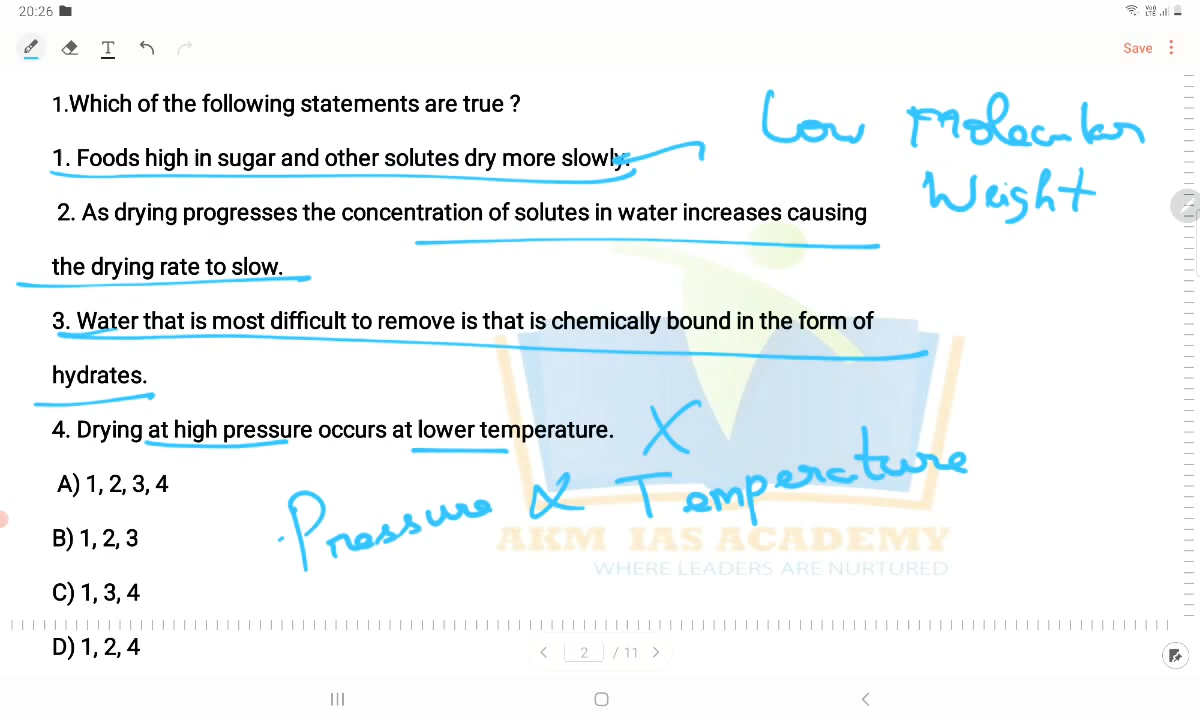 20:26
Save
1.Which of the following statements are true ?
Low Molecular
Weight
1. Foods high in sugar and other solutes dry more slowly.
2. As drying progresses the concentration of solutes in water increases causing
the drying rate to slow.
3. Water that is most difficult to remove is that is chemically bound in the form of
hydrates.
4. Drying at high pressure occurs at lower temperature. X
Pressure α Temperature
A) 1, 2, 3, 4
B) 1, 2, 3
AKM IAS ACADEMY
WHERE LEADERS ARE NURTURED
C) 1, 3, 4
D) 1, 2, 4
2 / 11